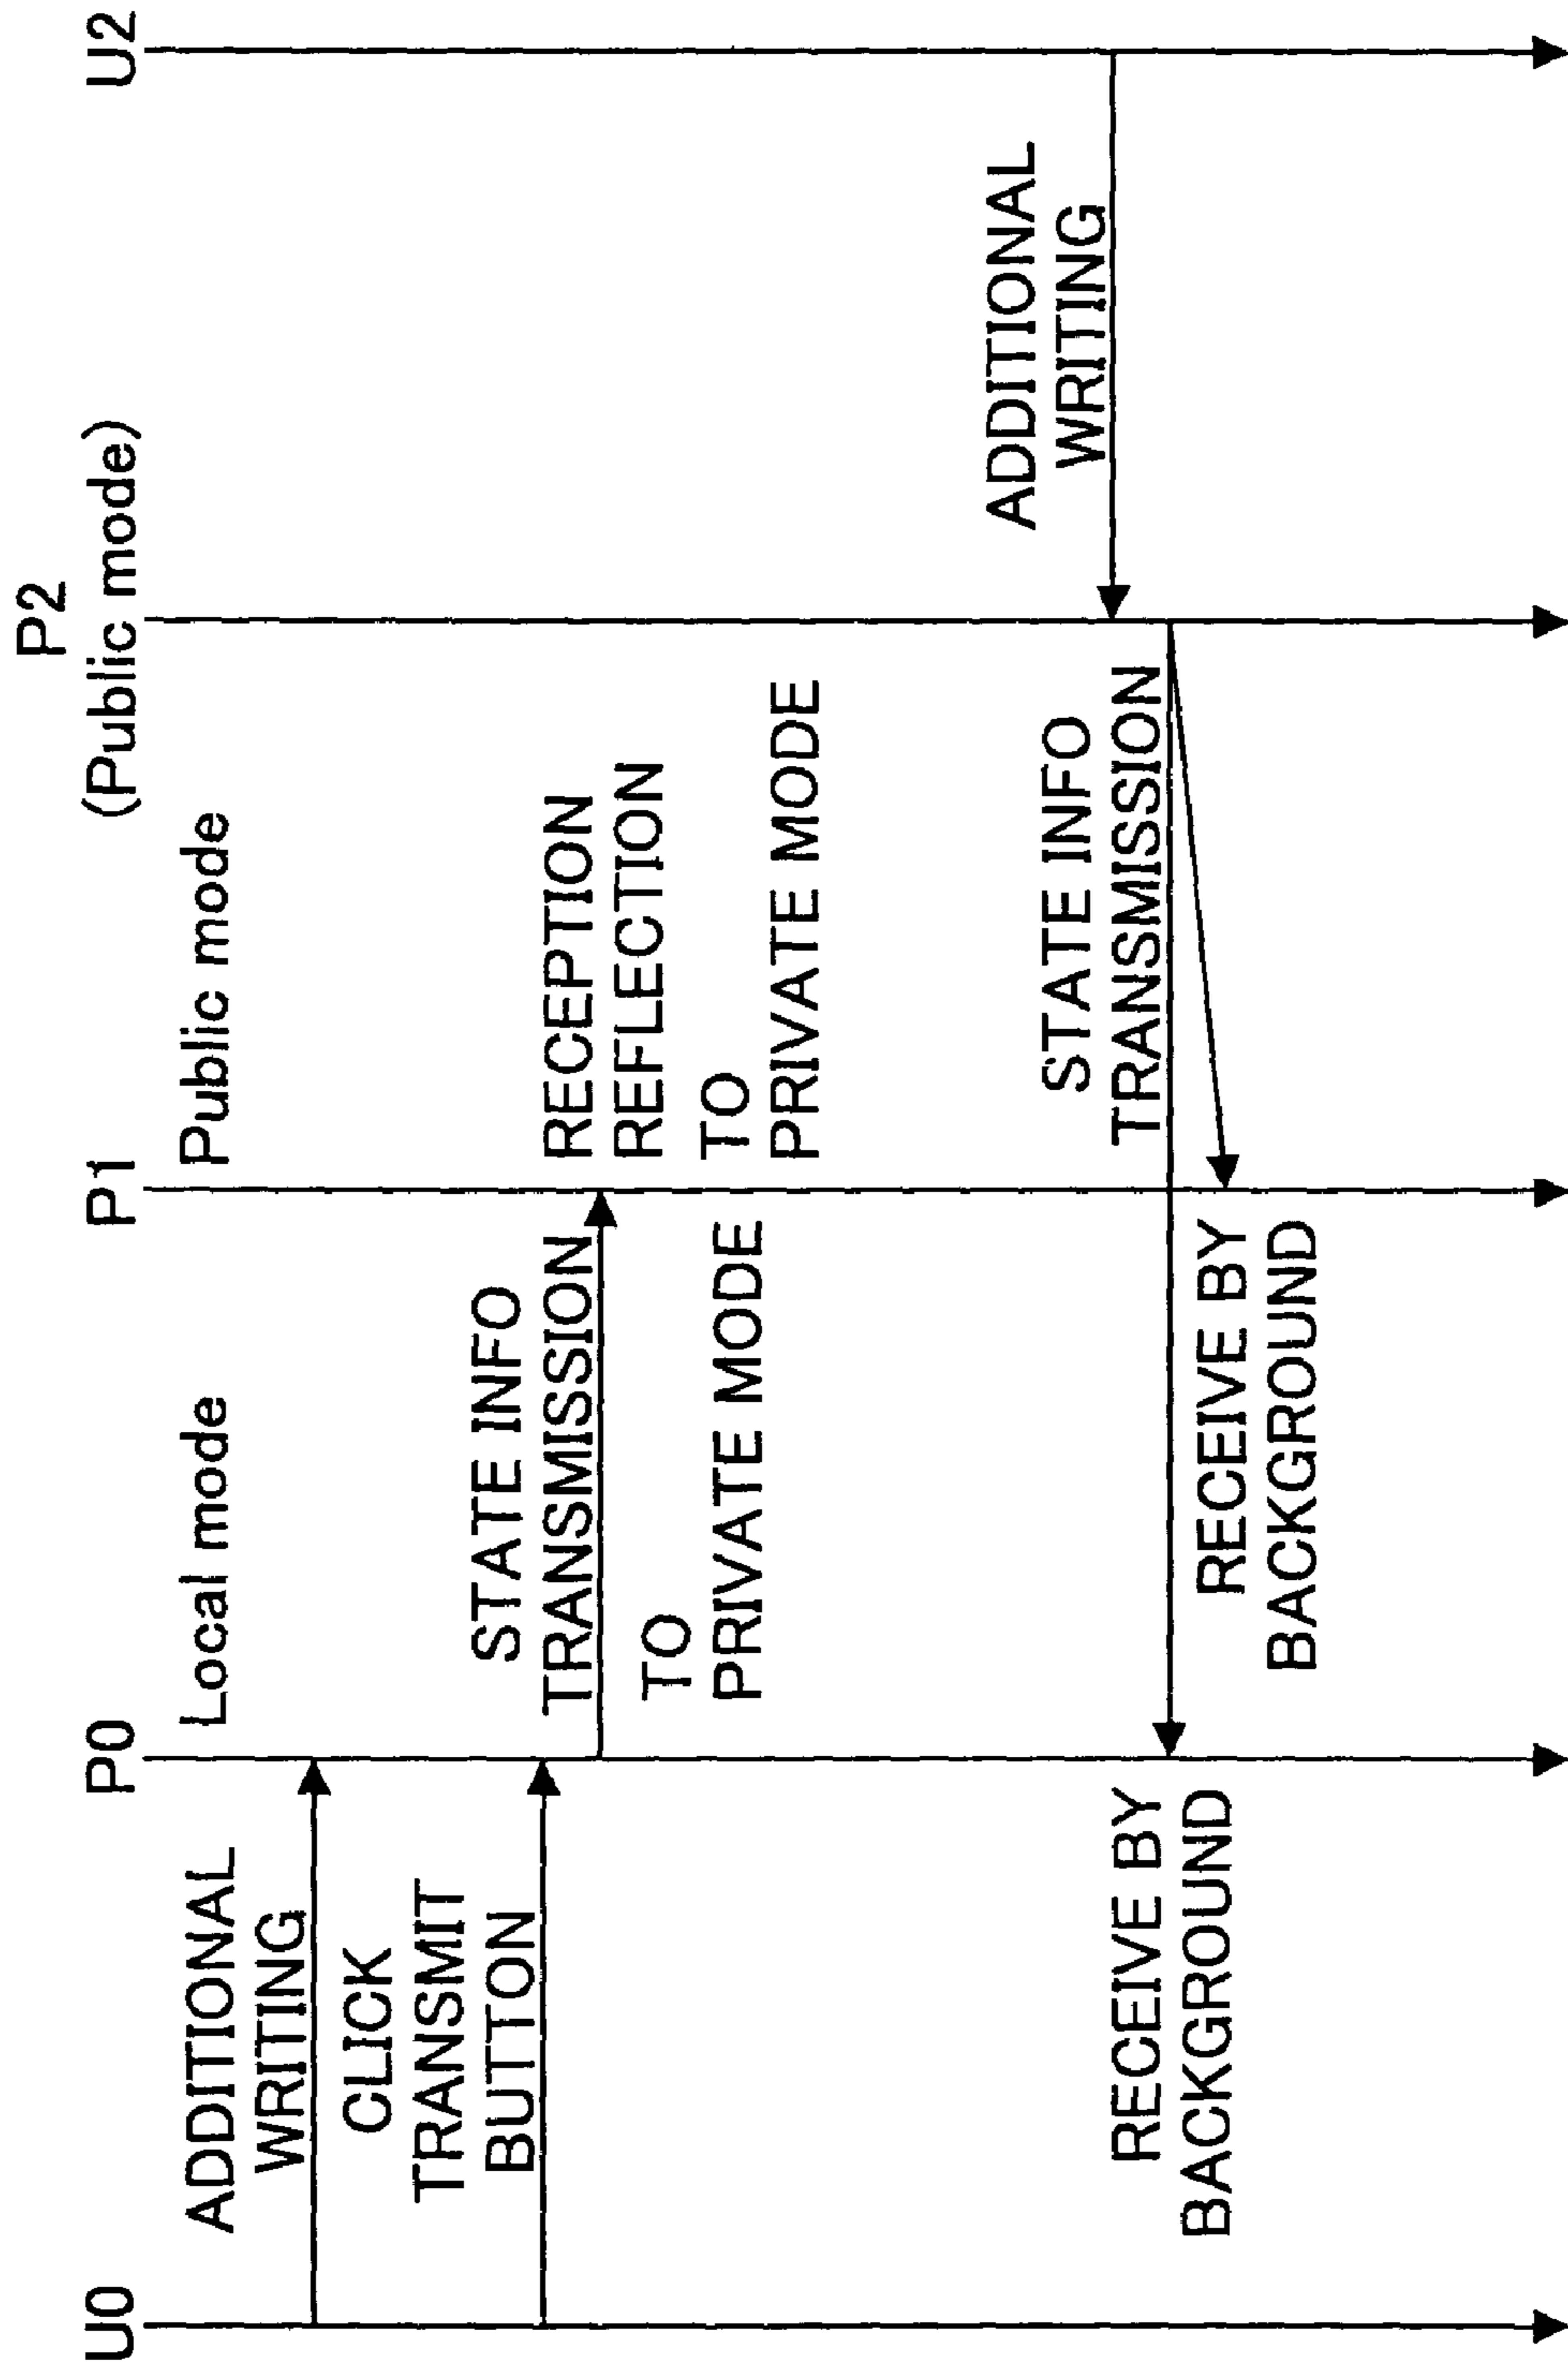 U0
P0
P1
P2
(Public mode)
U2
Local mode
Public mode
ADDITIONAL
WRITING
CLICK
TRANSMIT
BUTTON
STATE INFO
TRANSMISSION
RECEPTION
REFLECTION
TO
PRIVATE MODE
TO
PRIVATE MODE
ADDITIONAL
WRITING
STATE INFO
TRANSMISSION
RECEIVE BY
BACKGROUND
RECEIVE BY
BACKGROUND